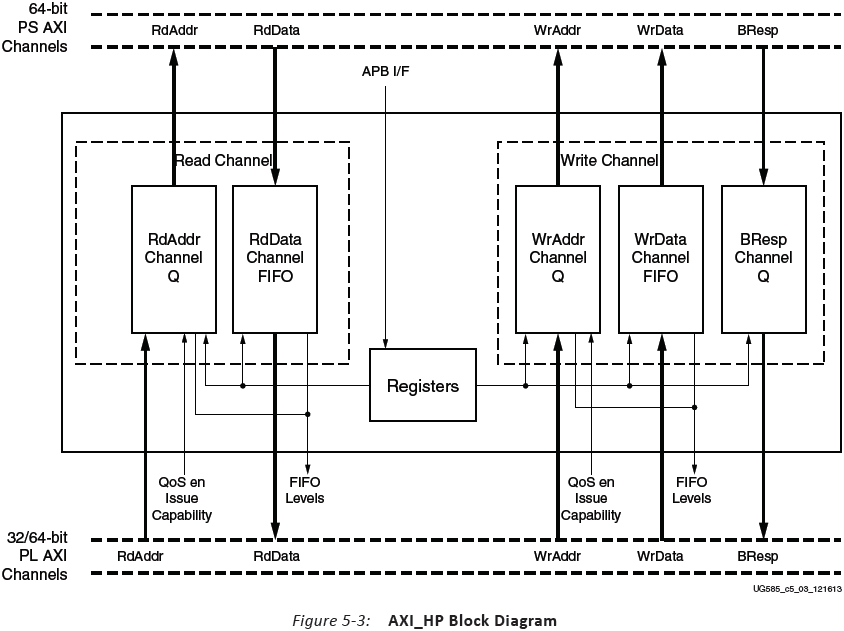 64-bit
PS AXI
Channels
RdAddr
RdData
WrAddr
WrData
BResp
APB I/F
Read Channel
Write Channel
RdAddr
Channel
Q
RdData
Channel
FIFO
WrAddr
Channel
Q
WrData
Channel
FIFO
BResp
Channel
Q
Registers
QoS en
Issue
Capability
FIFO
Levels
QoS en
Issue
Capability
FIFO
Levels
32/64-bit
PL AXI
Channels
RdAddr
RdData
WrAddr
WrData
BResp
UG585_c5_03_121613
Figure 5-3: AXI_HP Block Diagram